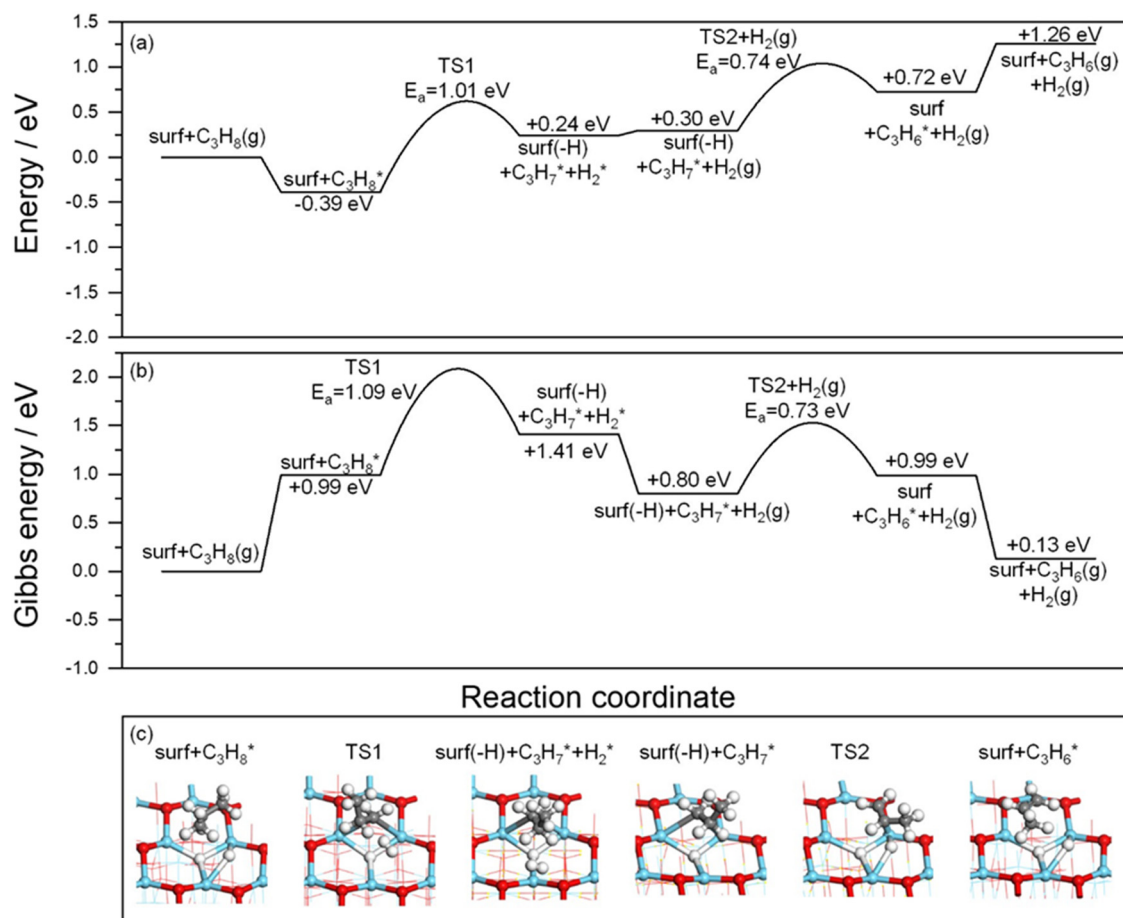 (a)
Energy / eV
1.5
1.0
0.5
0.0
-0.5
-1.0
-1.5
-2.0
surf+C₃H₈(g)
surf+C₃H₈*
-0.39 eV
TS1
Eₐ=1.01 eV
+0.24 eV
surf(-H)
+C₃H₇*+H₂*
+0.30 eV
surf(-H)
+C₃H₇*+H₂(g)
TS2+H₂(g)
Eₐ=0.74 eV
+0.72 eV
surf
+C₃H₆*+H₂(g)
+1.26 eV
surf+C₃H₆(g)
+H₂(g)
(b)
Gibbs energy / eV
2.0
1.5
1.0
0.5
0.0
-0.5
-1.0
surf+C₃H₈(g)
surf+C₃H₈*
+0.99 eV
TS1
Eₐ=1.09 eV
surf(-H)
+C₃H₇*+H₂*
+1.41 eV
+0.80 eV
surf(-H)+C₃H₇*+H₂(g)
TS2+H₂(g)
Eₐ=0.73 eV
+0.99 eV
surf
+C₃H₆*+H₂(g)
+0.13 eV
surf+C₃H₆(g)
+H₂(g)
Reaction coordinate
(c)
surf+C₃H₈*
TS1
surf(-H)+C₃H₇*+H₂*
surf(-H)+C₃H₇*
TS2
surf+C₃H₆*